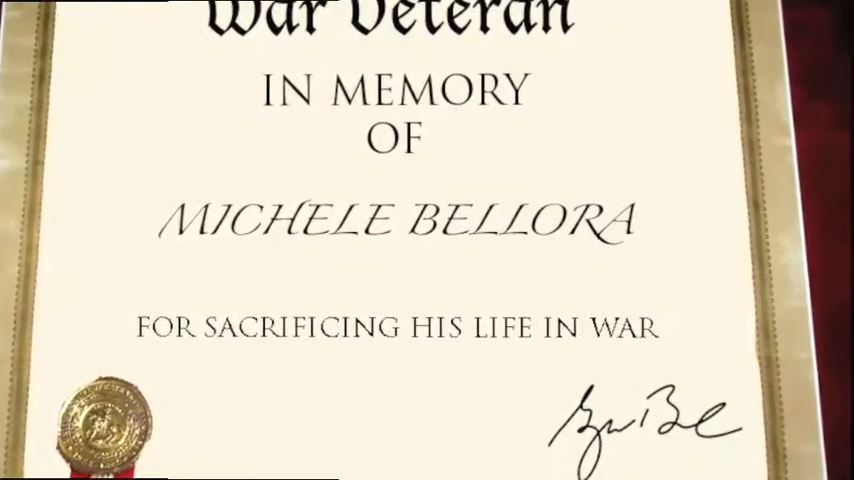 War Veteran
IN MEMORY
OF
MICHELE BELLORA
FOR SACRIFICING HIS LIFE IN WAR